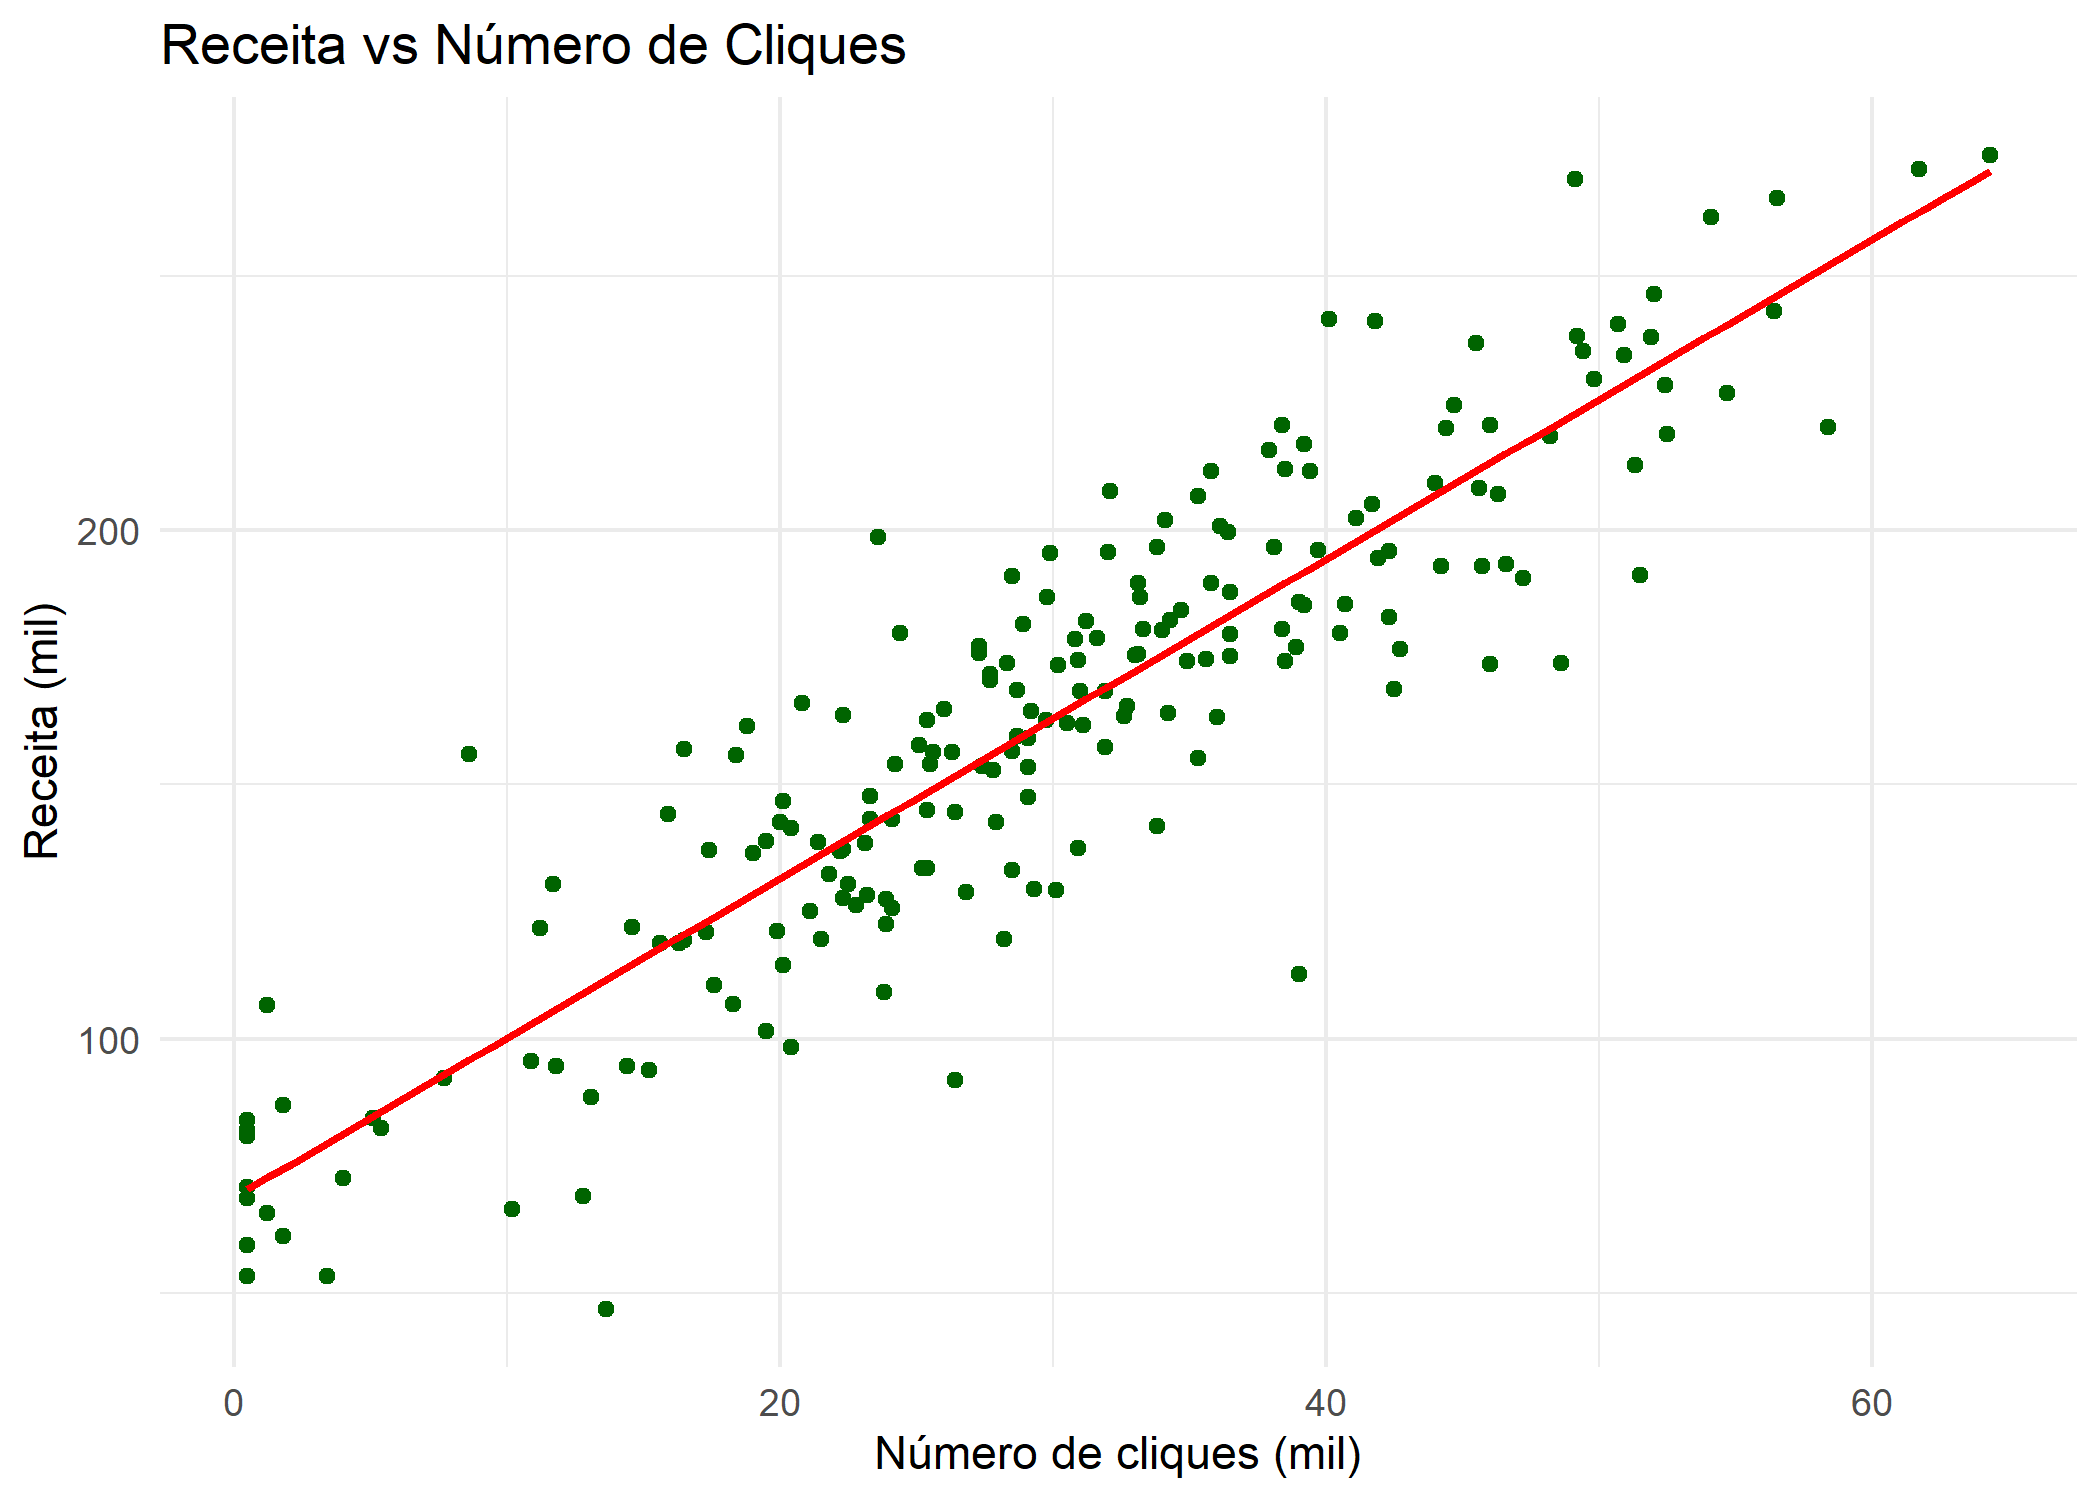 Receita vs Número de Cliques
Receita (mil)
200
100
0 20 40 60
Número de cliques (mil)